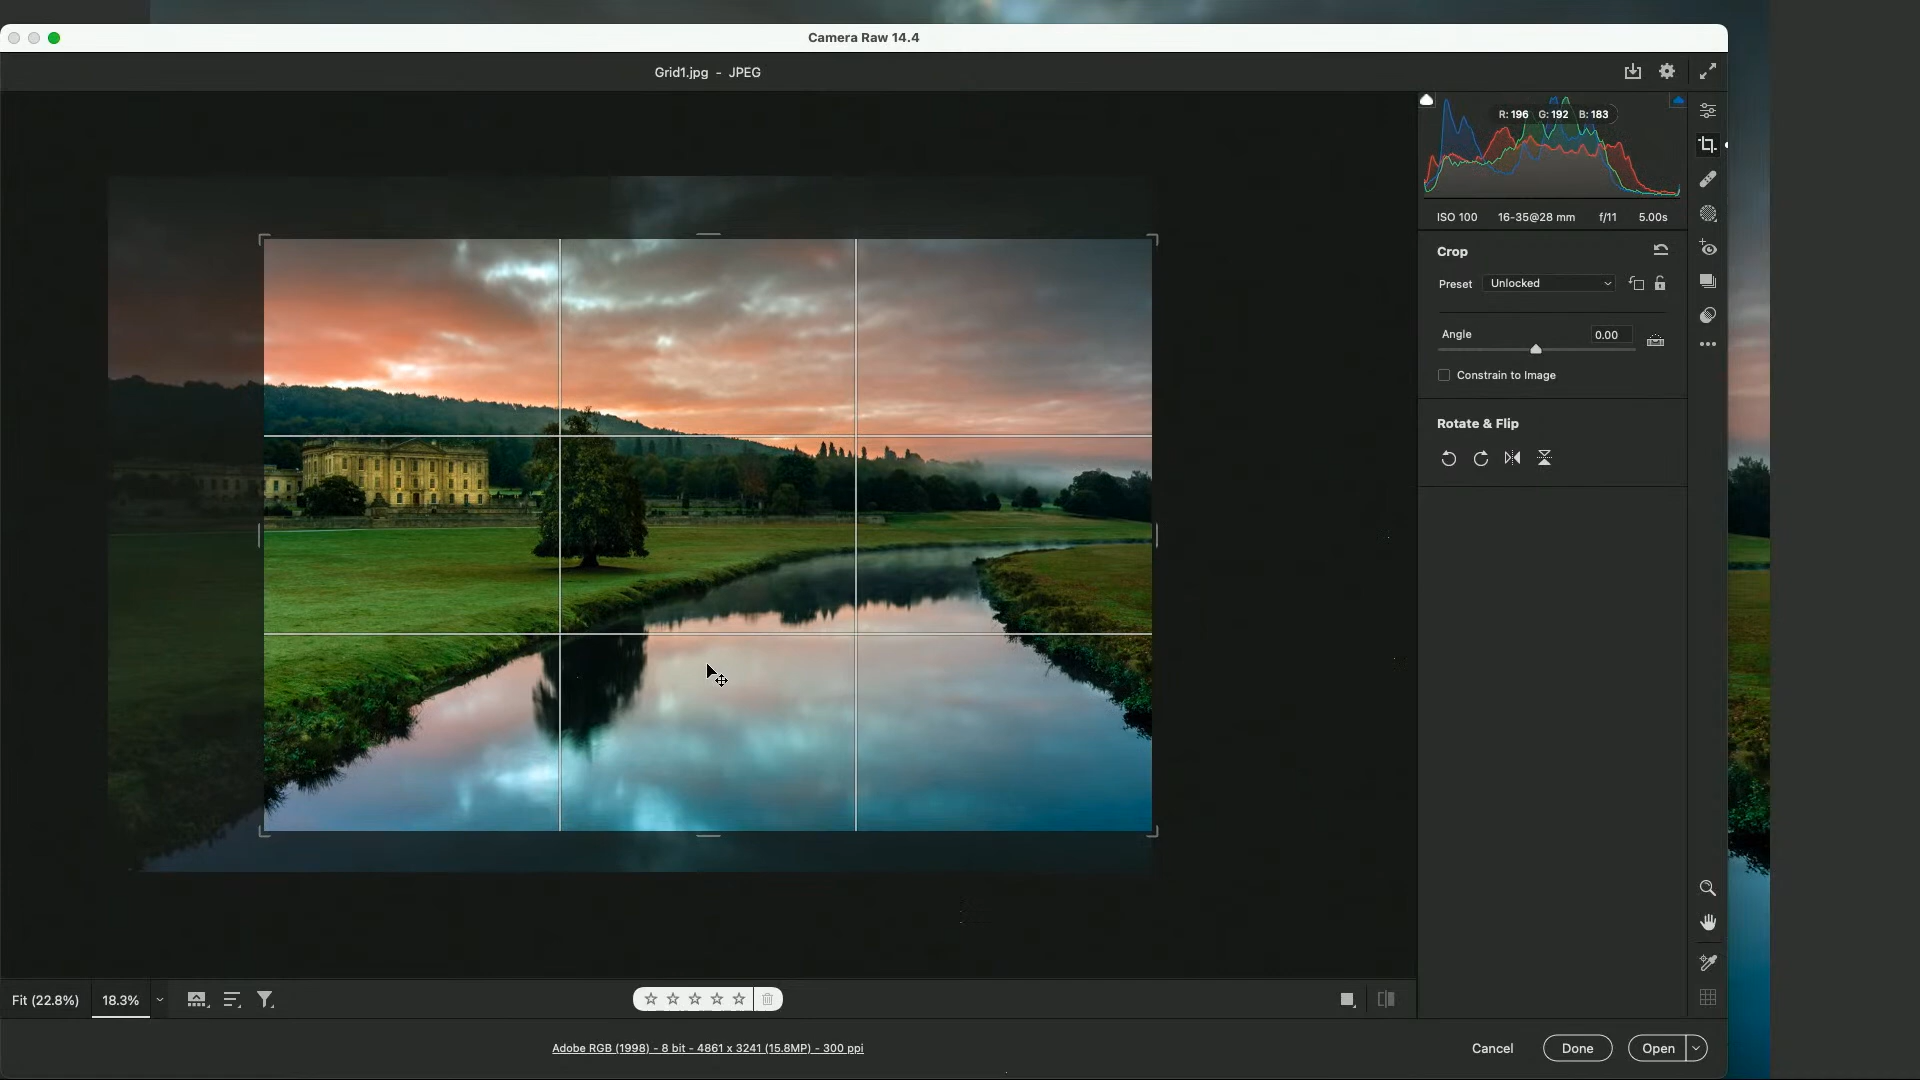 Camera Raw 14.4
Grid1.jpg - JPEG
R: 196 G: 192 B: 183
ISO 100 16-35@28 mm f/11 5.00s
Crop
Preset Unlocked
Angle 0.00
Constrain to Image
Rotate & Flip
Fit (22.8%) 18.3%
Adobe RGB (1998) - 8 bit - 4861 x 3241 (15.8MP) - 300 ppi
Cancel Done Open